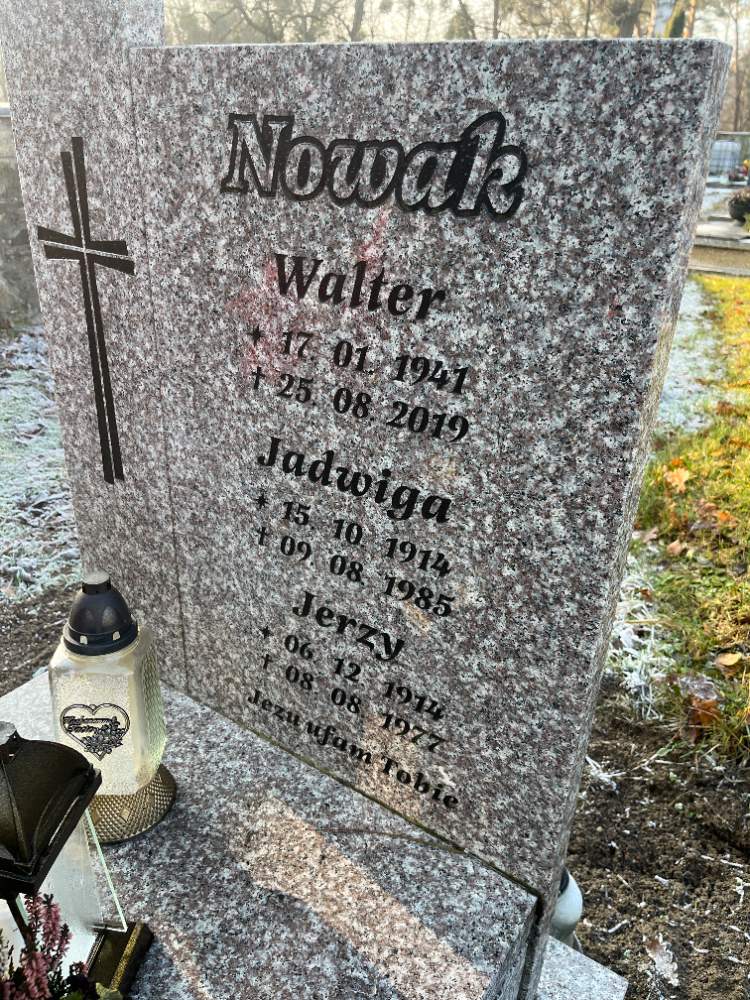 Nowak
Walter
17. 01. 1941
† 25. 08. 2019
Jadwiga
15. 10. 1914
† 09. 08. 1985
Jerzy
06. 12. 1914
† 08. 08. 1977
Jezu ufam Tobie